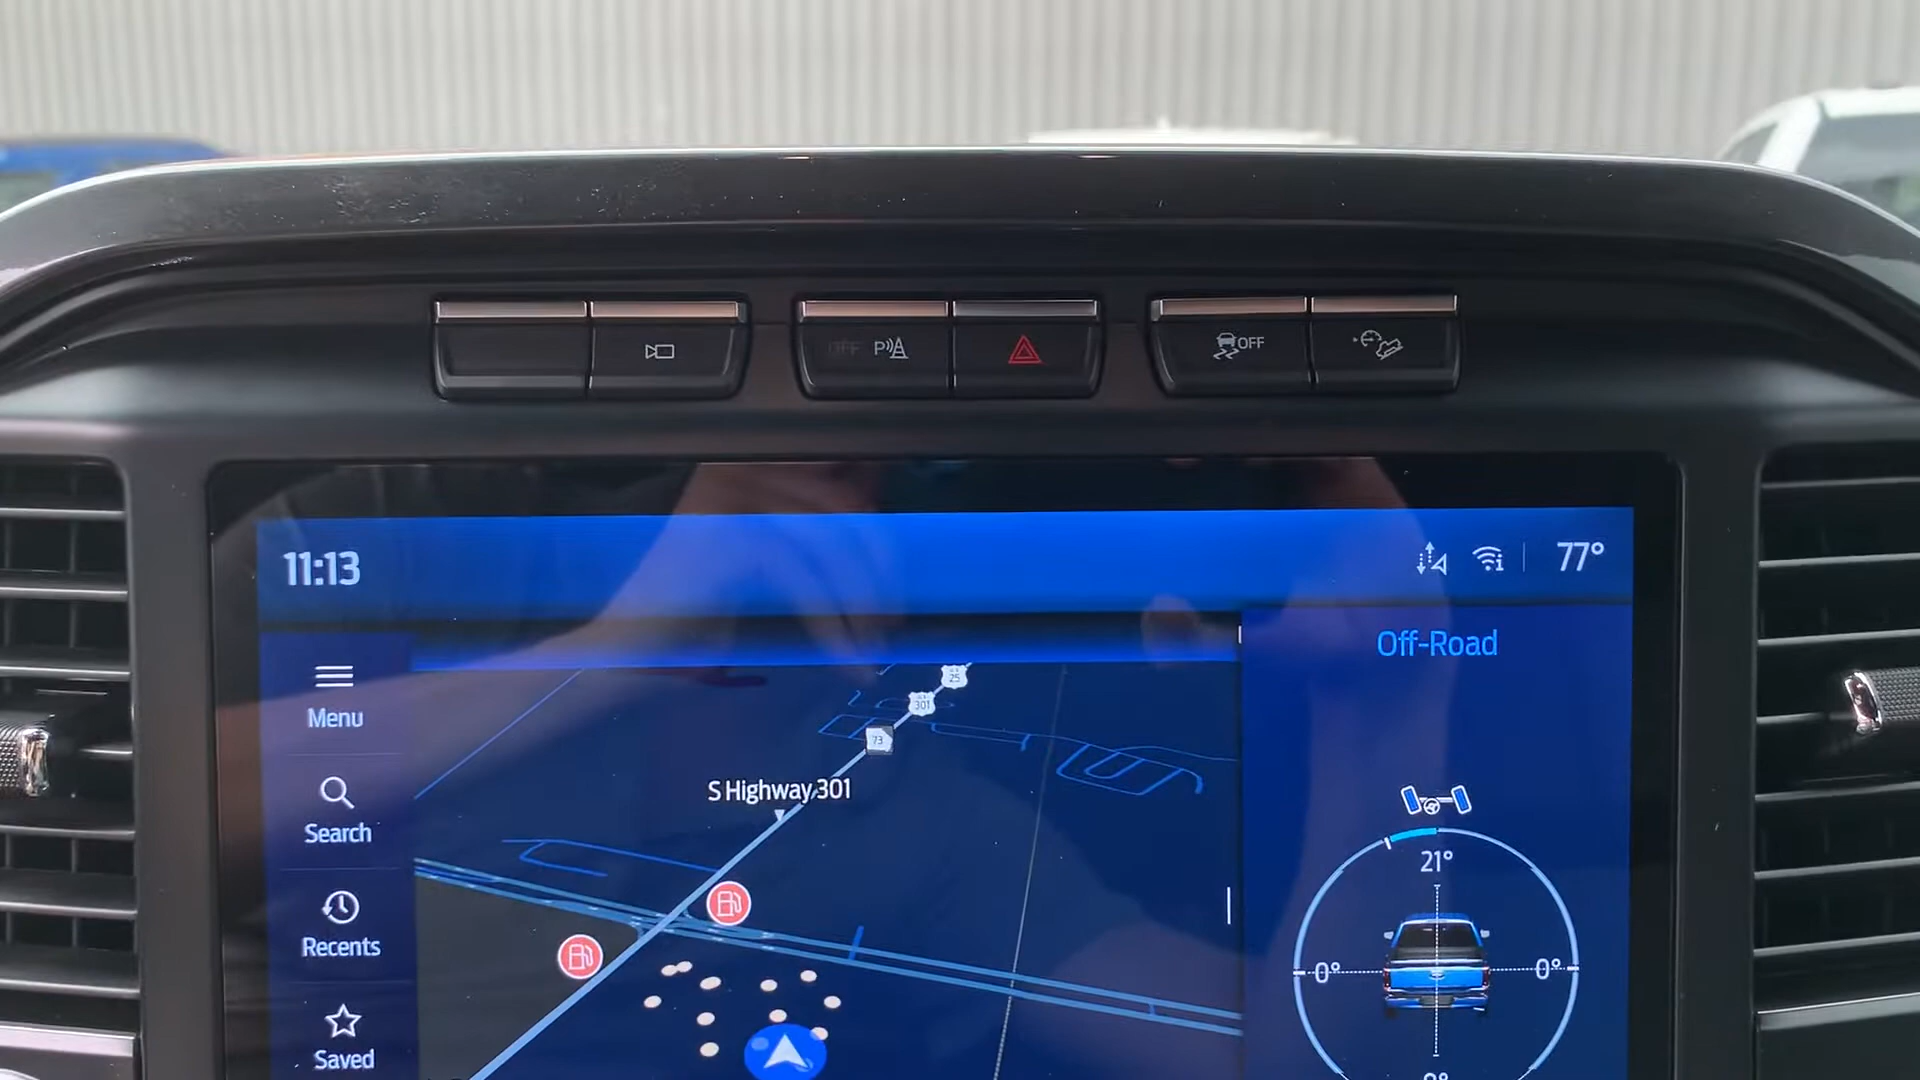 OFF P
OFF
11:13
77°
Off-Road
Menu
25
301
73
S Highway 301
Search
21°
Recents
0°
0°
Saved